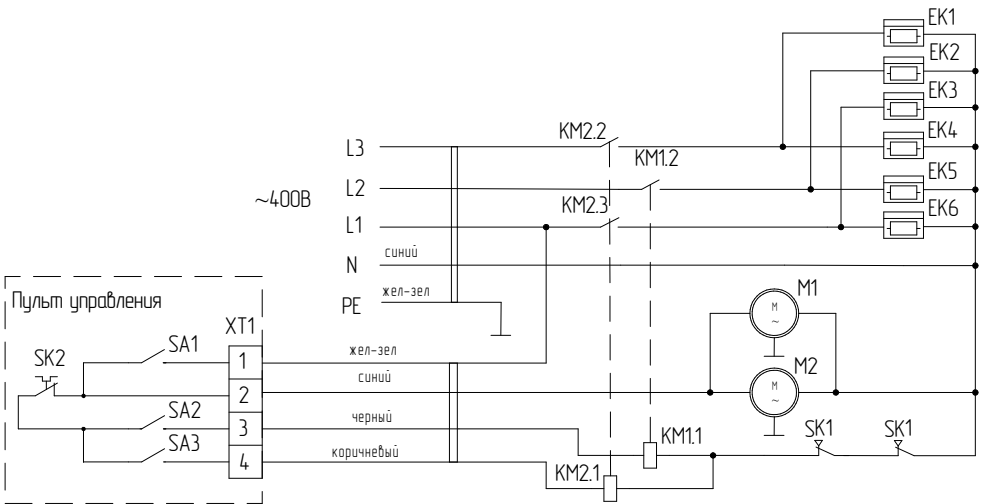 EK1
EK2
EK3
EK4
EK5
EK6
KM2.2
L3
KM1.2
L2
~400В
KM2.3
L1
N
синий
PE
жел-зел
Пульт управления
XT1
SA1
SK2
SA2
SA3
1
2
3
4
жел-зел
синий
черный
коричневый
M1
M
~
M2
M
~
KM1.1
KM2.1
SK1
SK1